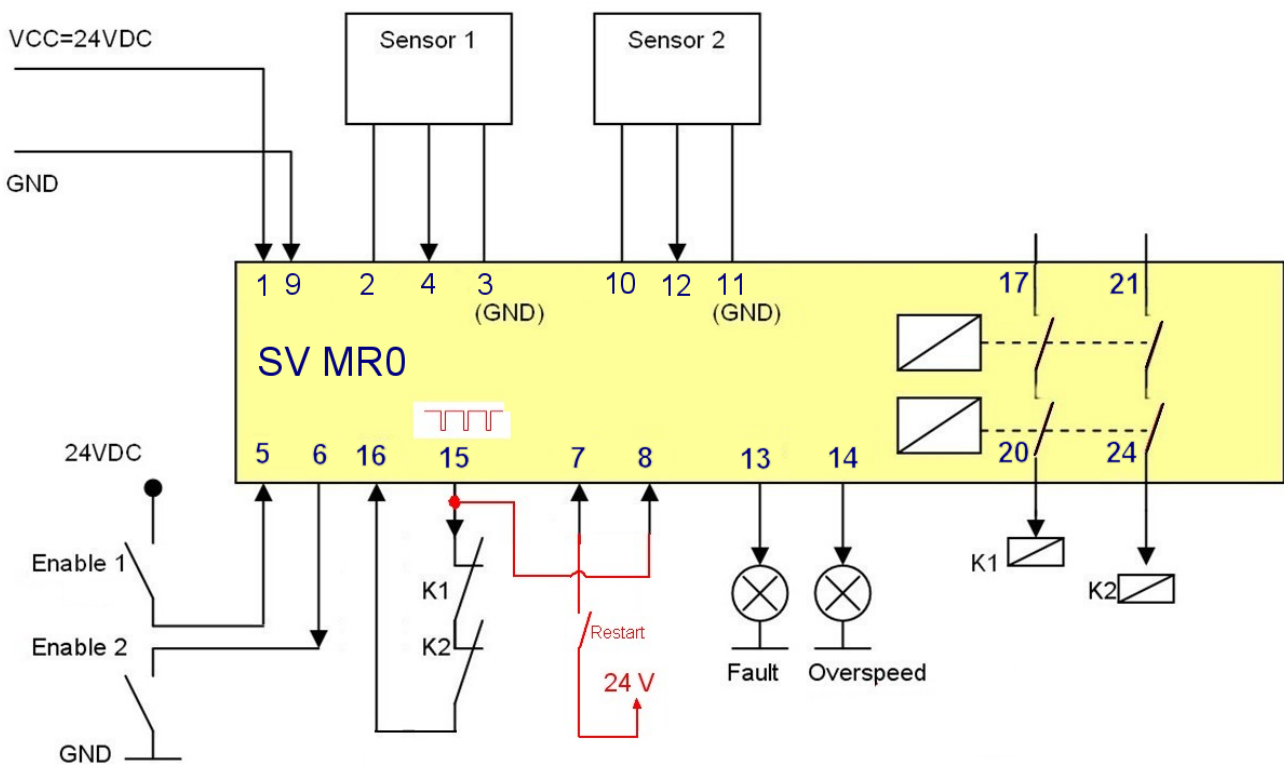 VCC=24VDC
Sensor 1
Sensor 2
GND
1 9 2 4 3 10 12 11 17 21
(GND) (GND)
SV MR0
24VDC
5 6 16 15 7 8 13 14 20 24
Enable 1
K1
K1
K2
Restart
Enable 2
K2
24 V
Fault
Overspeed
GND